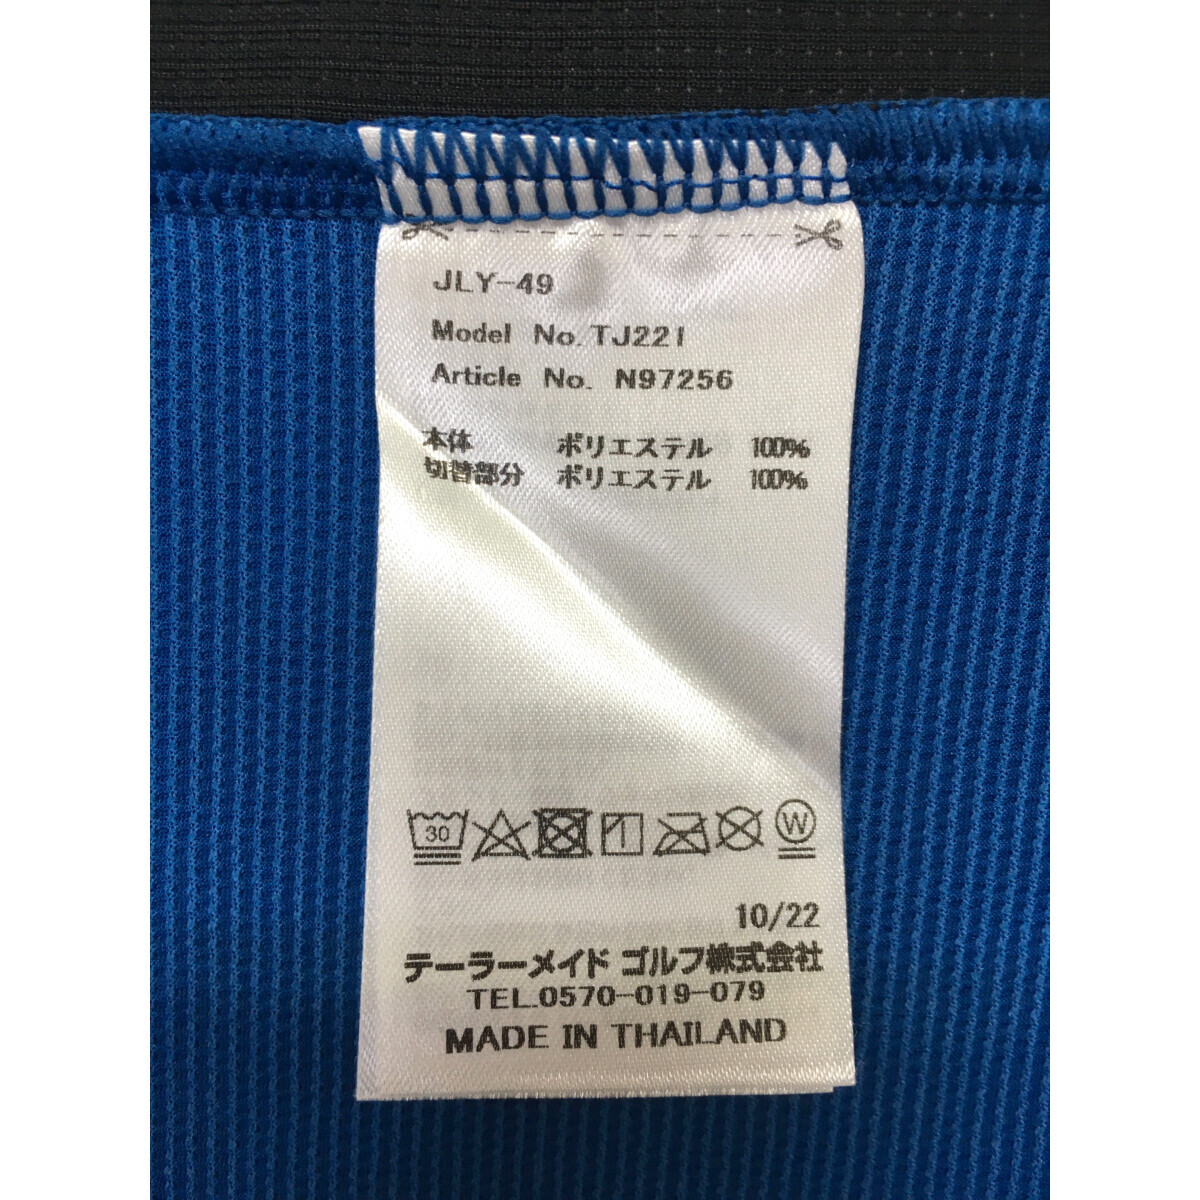 JLY-49
Model No. TJ221
Article No. N97256
本体 ポリエステル 100%
切替部分 ポリエステル 100%
30 W
10/22
テーラーメイド ゴルフ株式会社
TEL.0570-019-079
MADE IN THAILAND